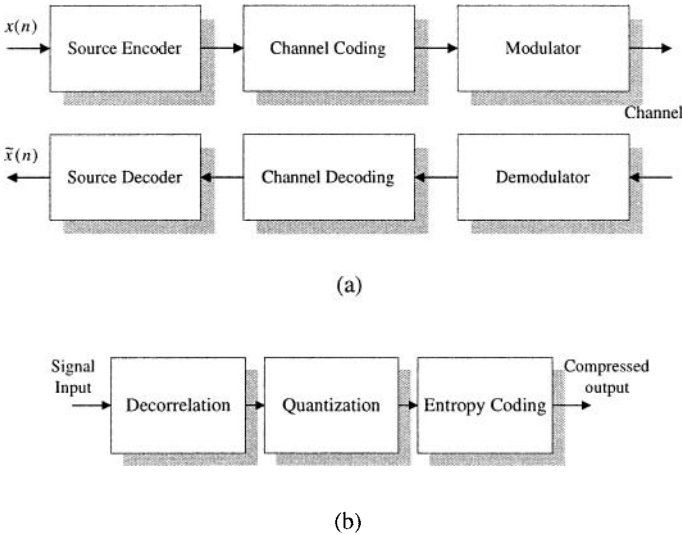 x(n)
Source Encoder
Channel Coding
Modulator
Channel
x̃(n)
Source Decoder
Channel Decoding
Demodulator
(a)
Signal
Input
Decorrelation
Quantization
Entropy Coding
Compressed
output
(b)